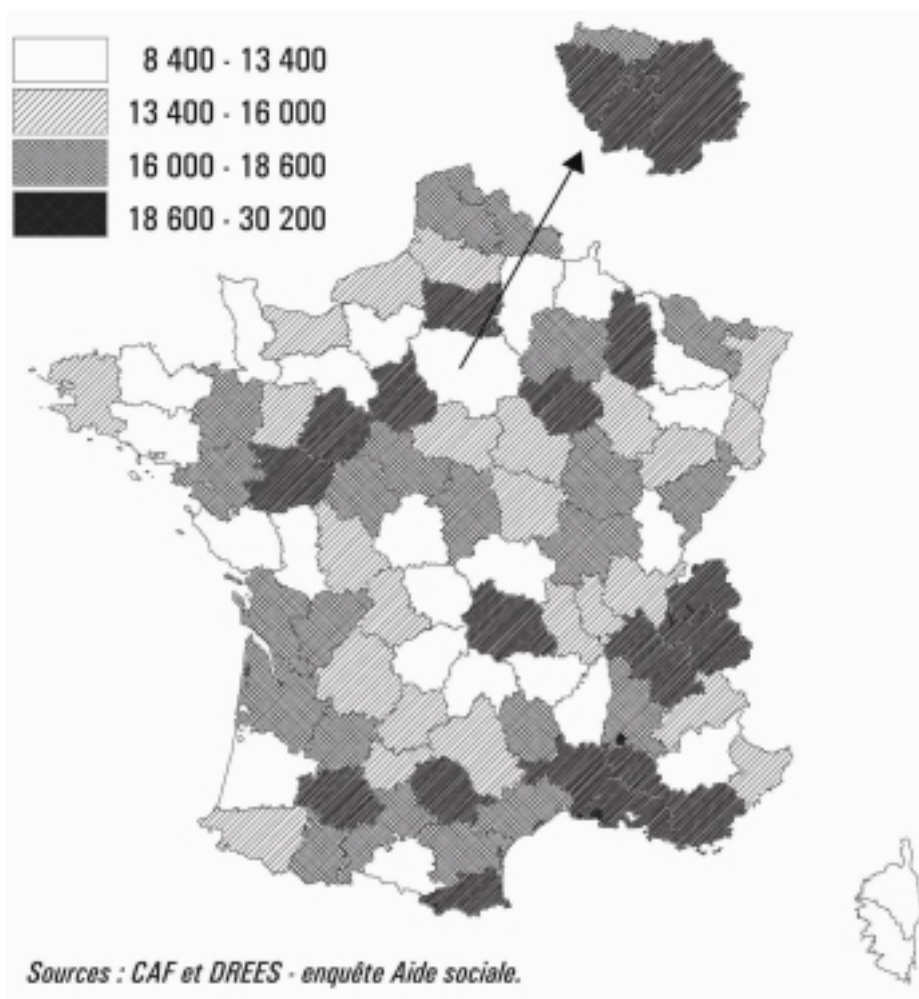 8 400 - 13 400
13 400 - 16 000
16 000 - 18 600
18 600 - 30 200
Sources : CAF et DREES - enquête Aide sociale.